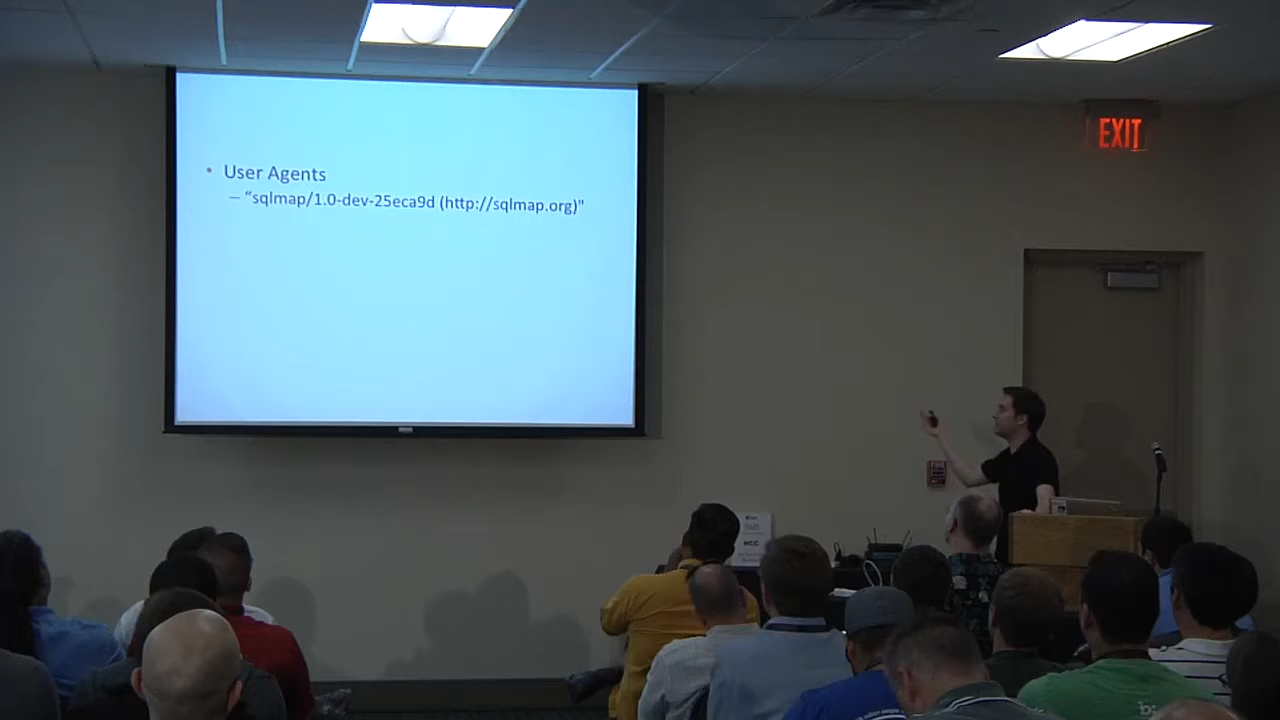 • User Agents
– “sqlmap/1.0-dev-25eca9d (http://sqlmap.org)"
EXIT